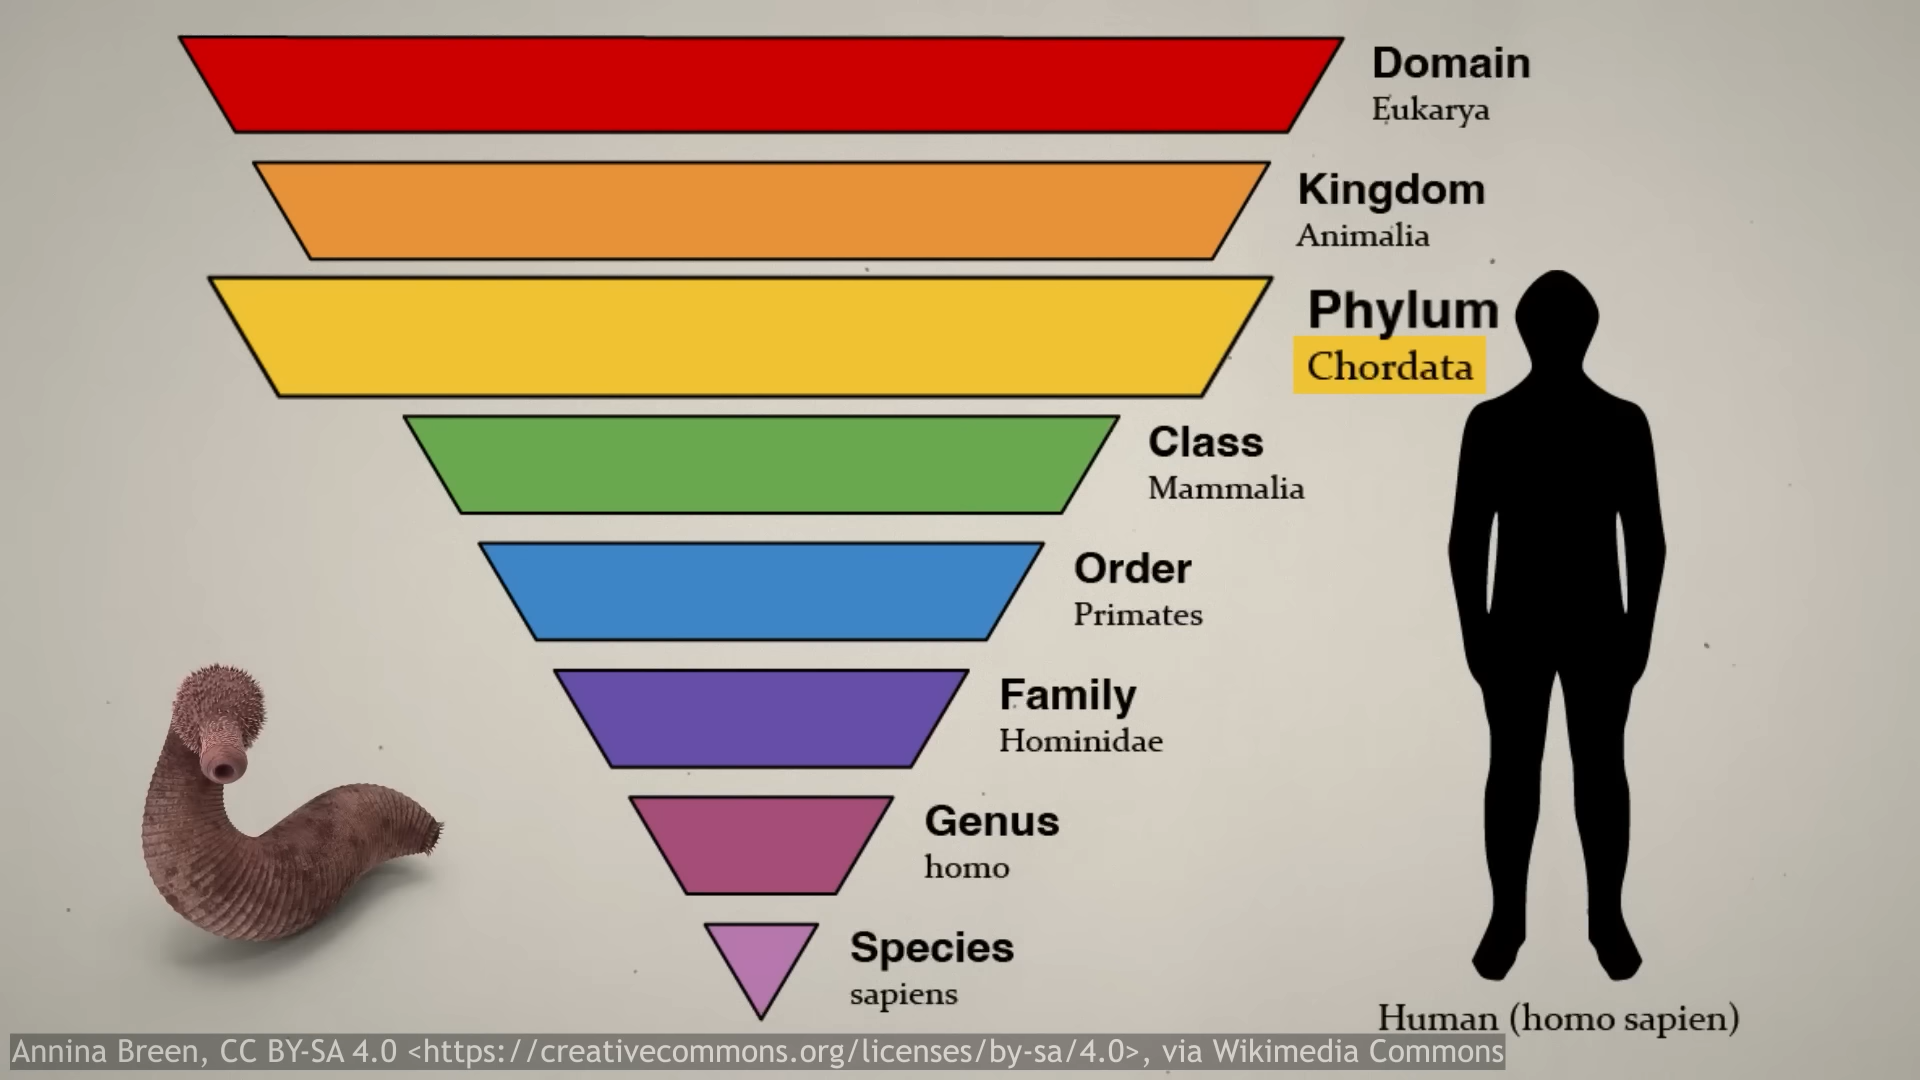 Domain
Eukarya
Kingdom
Animalia
Phylum
Chordata
Class
Mammalia
Order
Primates
Family
Hominidae
Genus
homo
Species
sapiens
Human (homo sapien)
Annina Breen, CC BY-SA 4.0 <https://creativecommons.org/licenses/by-sa/4.0>, via Wikimedia Commons